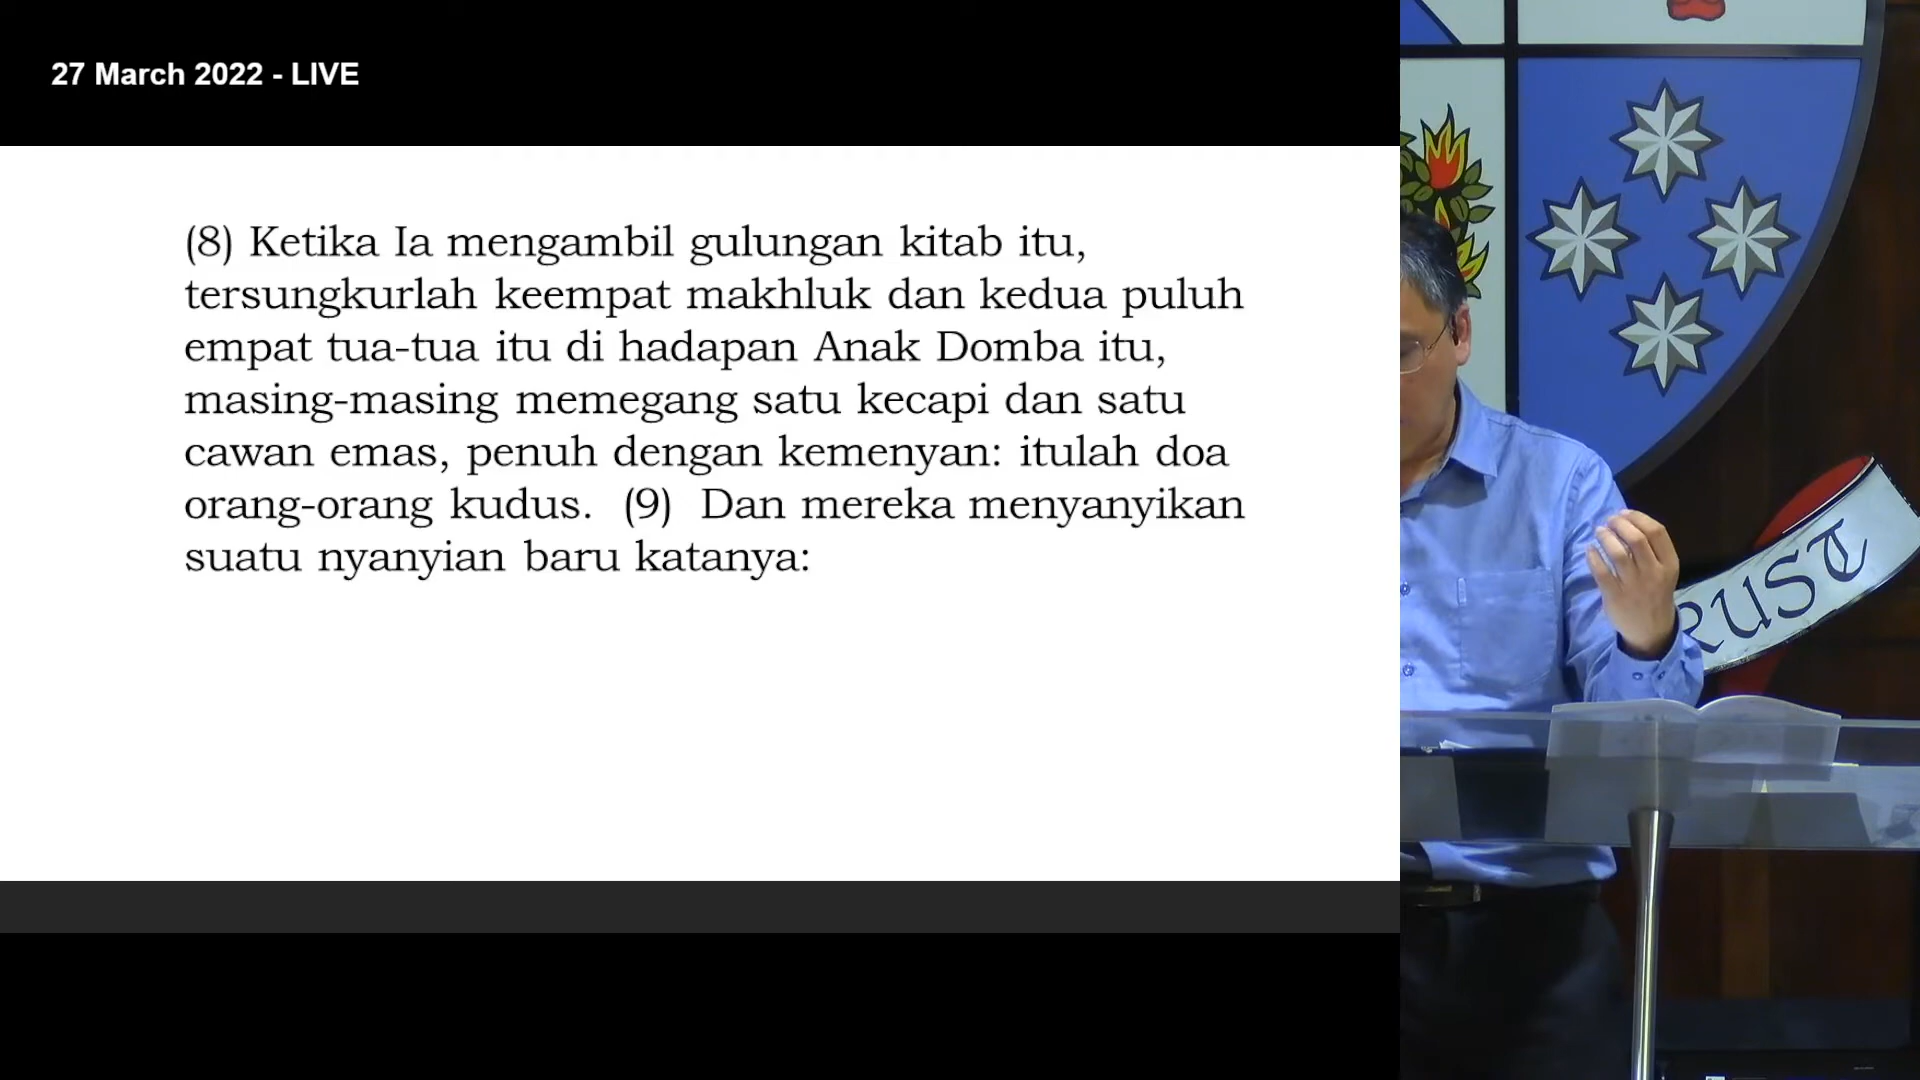 27 March 2022 - LIVE
(8) Ketika Ia mengambil gulungan kitab itu,
tersungkurlah keempat makhluk dan kedua puluh
empat tua-tua itu di hadapan Anak Domba itu,
masing-masing memegang satu kecapi dan satu
cawan emas, penuh dengan kemenyan: itulah doa
orang-orang kudus.  (9)  Dan mereka menyanyikan
suatu nyanyian baru katanya:
RUST